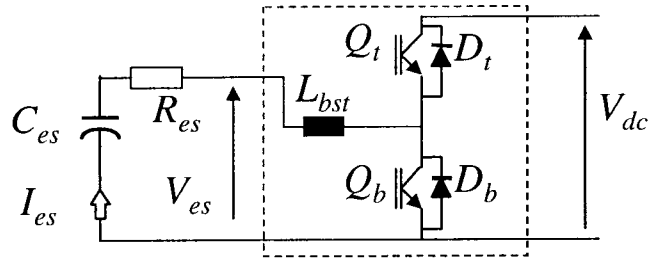 Q_t
D_t
L_bst
V_dc
R_es
C_es
V_es
Q_b
D_b
I_es